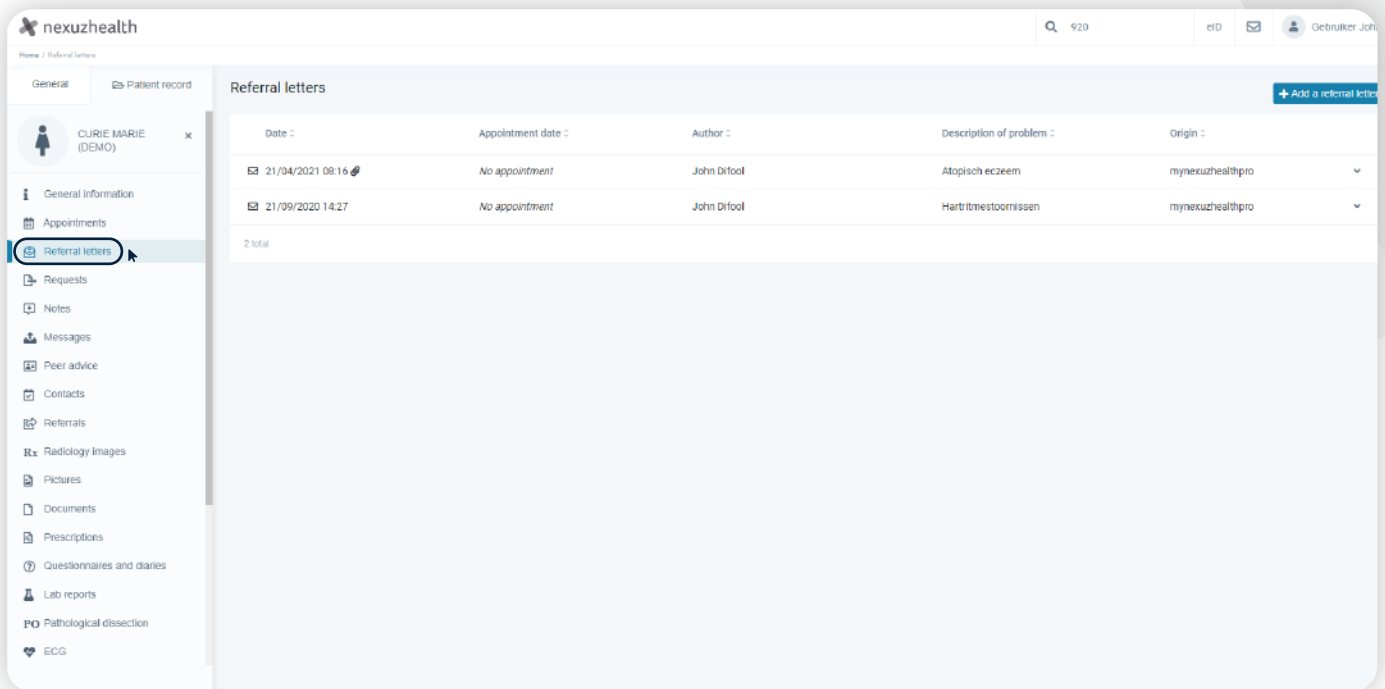 nexuzhealth
920
eID
Gebruiker Joh
Home / Referral letters
General
Patient record
Referral letters
+ Add a referral letter
CURIE MARIE
(DEMO)
×
Date
Appointment date
Author
Description of problem
Origin
21/04/2021 08:16
No appointment
John Difool
Atopisch eczeem
mynexuzhealthpro
21/09/2020 14:27
No appointment
John Difool
Hartritmestoornissen
mynexuzhealthpro
2 total
General information
Appointments
Referral letters
Requests
Notes
Messages
Peer advice
Contacts
Referrals
Rx Radiology images
Pictures
Documents
Prescriptions
Questionnaires and diaries
Lab reports
PO Pathological dissection
ECG